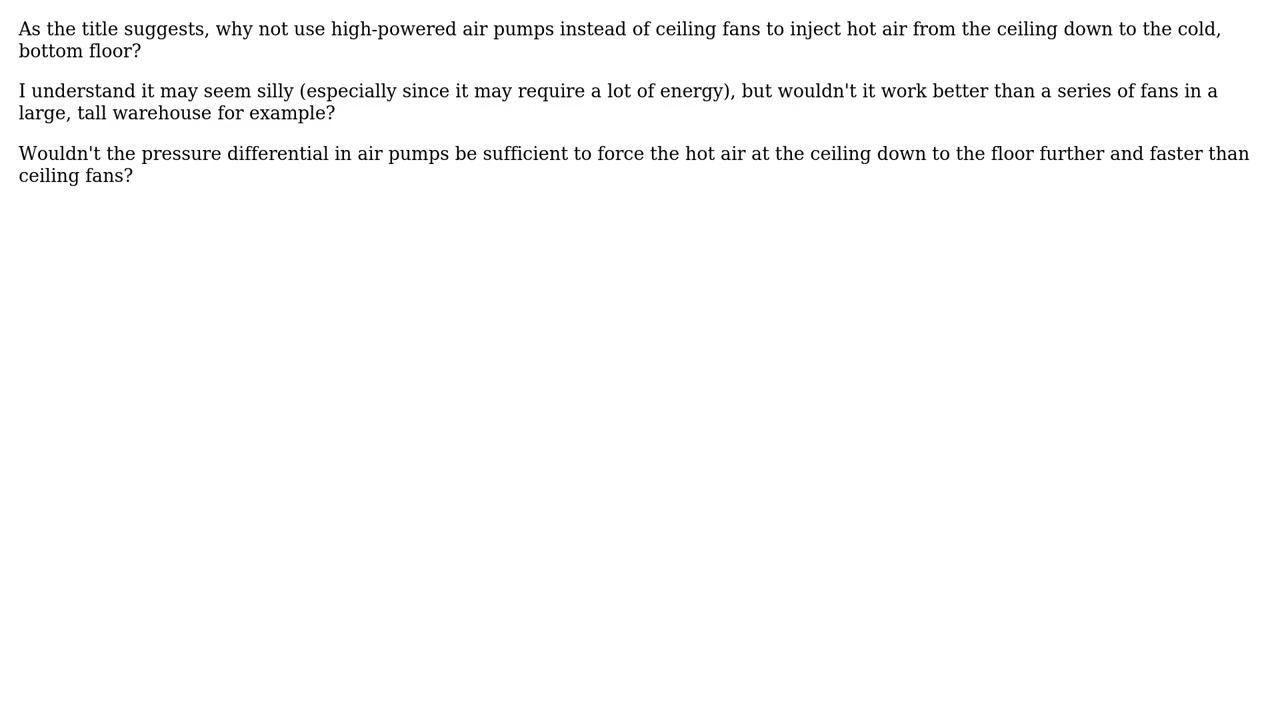 As the title suggests, why not use high-powered air pumps instead of ceiling fans to inject hot air from the ceiling down to the cold,
bottom floor?
I understand it may seem silly (especially since it may require a lot of energy), but wouldn't it work better than a series of fans in a
large, tall warehouse for example?
Wouldn't the pressure differential in air pumps be sufficient to force the hot air at the ceiling down to the floor further and faster than
ceiling fans?